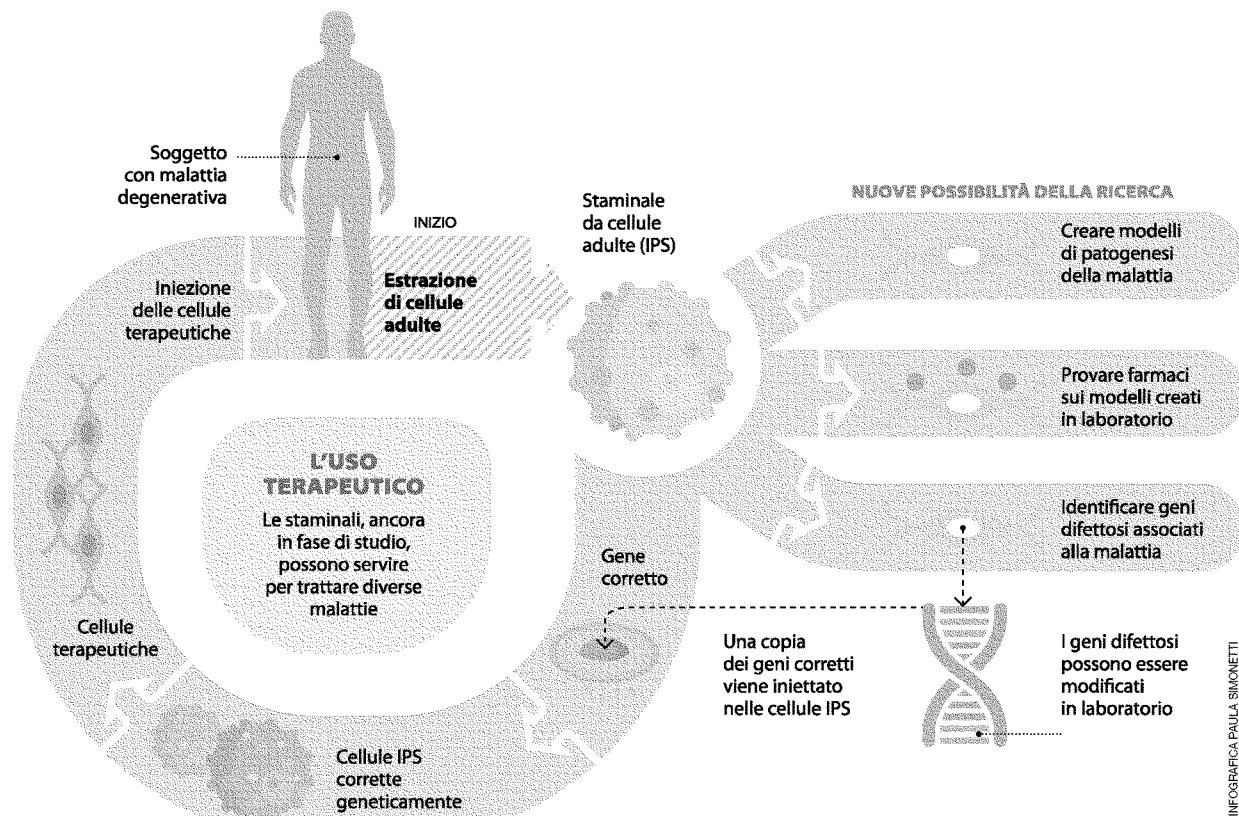 Soggetto
con malattia
degenerativa
INIZIO
Estrazione
di cellule
adulte
Iniezione
delle cellule
terapeutiche
Staminale
da cellule
adulte (IPS)
NUOVE POSSIBILITÀ DELLA RICERCA
Creare modelli
di patogenesi
della malattia
Provare farmaci
sui modelli creati
in laboratorio
Identificare geni
difettosi associati
alla malattia
L'USO
TERAPEUTICO
Le staminali, ancora
in fase di studio,
possono servire
per trattare diverse
malattie
Gene
corretto
Cellule
terapeutiche
Una copia
dei geni corretti
viene iniettato
nelle cellule IPS
I geni difettosi
possono essere
modificati
in laboratorio
Cellule IPS
corrette
geneticamente
INFOGRAFICA PAULA SIMONETTI